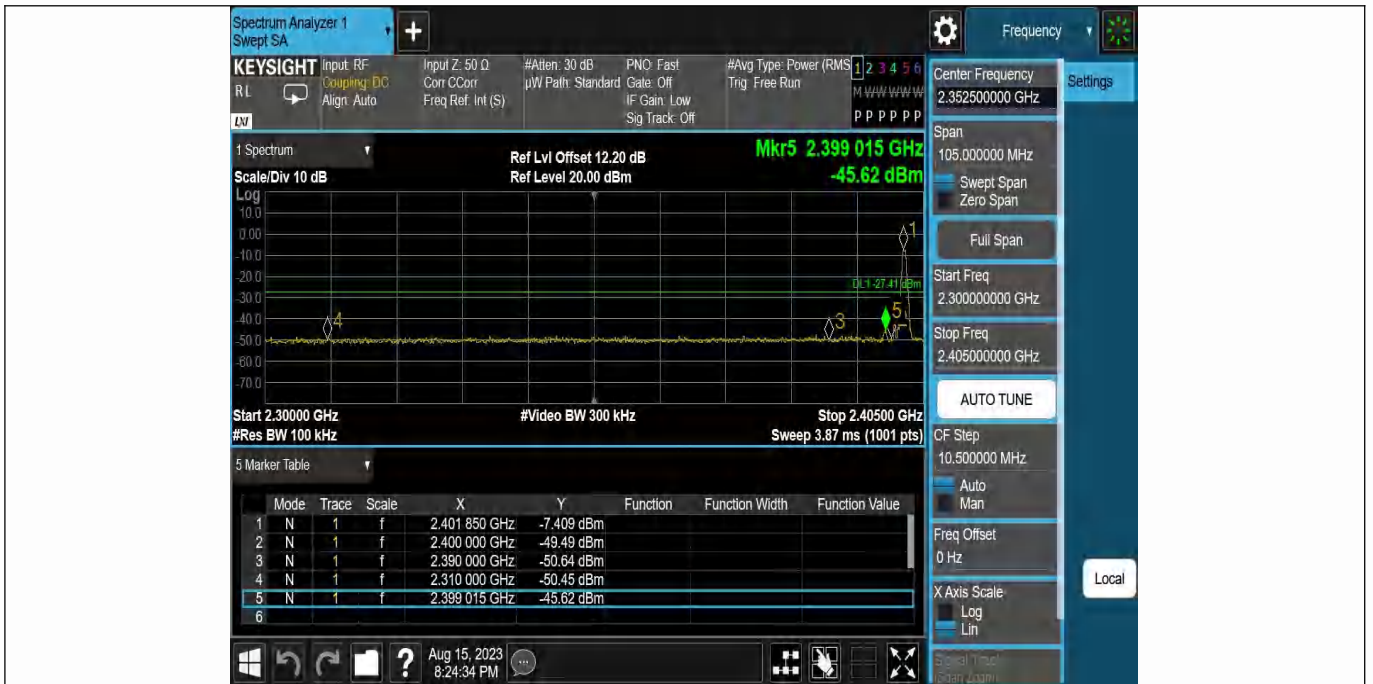 Spectrum Analyzer 1
Swept SA
+
Frequency
KEYSIGHT
R L
LXI
Input: RF
Coupling: DC
Align: Auto
Input Z: 50 Ω
Corr CCorr
Freq Ref: Int (S)
#Atten: 30 dB
µW Path: Standard
PNO: Fast
Gate: Off
IF Gain: Low
Sig Track: Off
#Avg Type: Power (RMS
Trig: Free Run
1 2 3 4 5 6
M W W W W W
P P P P P P
1 Spectrum
Scale/Div 10 dB
Ref Lvl Offset 12.20 dB
Ref Level 20.00 dBm
Mkr5 2.399 015 GHz
-45.62 dBm
Log
10.0
0.00
-10.0
-20.0
-30.0
-40.0
-50.0
-60.0
-70.0
1
DL1 -27.41 dBm
4
3
5
Start 2.30000 GHz
#Video BW 300 kHz
Stop 2.40500 GHz
#Res BW 100 kHz
Sweep 3.87 ms (1001 pts)
5 Marker Table
Mode Trace Scale X Y Function Function Width Function Value
1 N 1 f 2.401 850 GHz -7.409 dBm
2 N 1 f 2.400 000 GHz -49.49 dBm
3 N 1 f 2.390 000 GHz -50.64 dBm
4 N 1 f 2.310 000 GHz -50.45 dBm
5 N 1 f 2.399 015 GHz -45.62 dBm
6
?
Aug 15, 2023
8:24:34 PM
Center Frequency
2.352500000 GHz
Settings
Span
105.000000 MHz
Swept Span
Zero Span
Full Span
Start Freq
2.300000000 GHz
Stop Freq
2.405000000 GHz
AUTO TUNE
CF Step
10.500000 MHz
Auto
Man
Freq Offset
0 Hz
X Axis Scale
Log
Lin
Local
Signal Track
(Span Zoom)